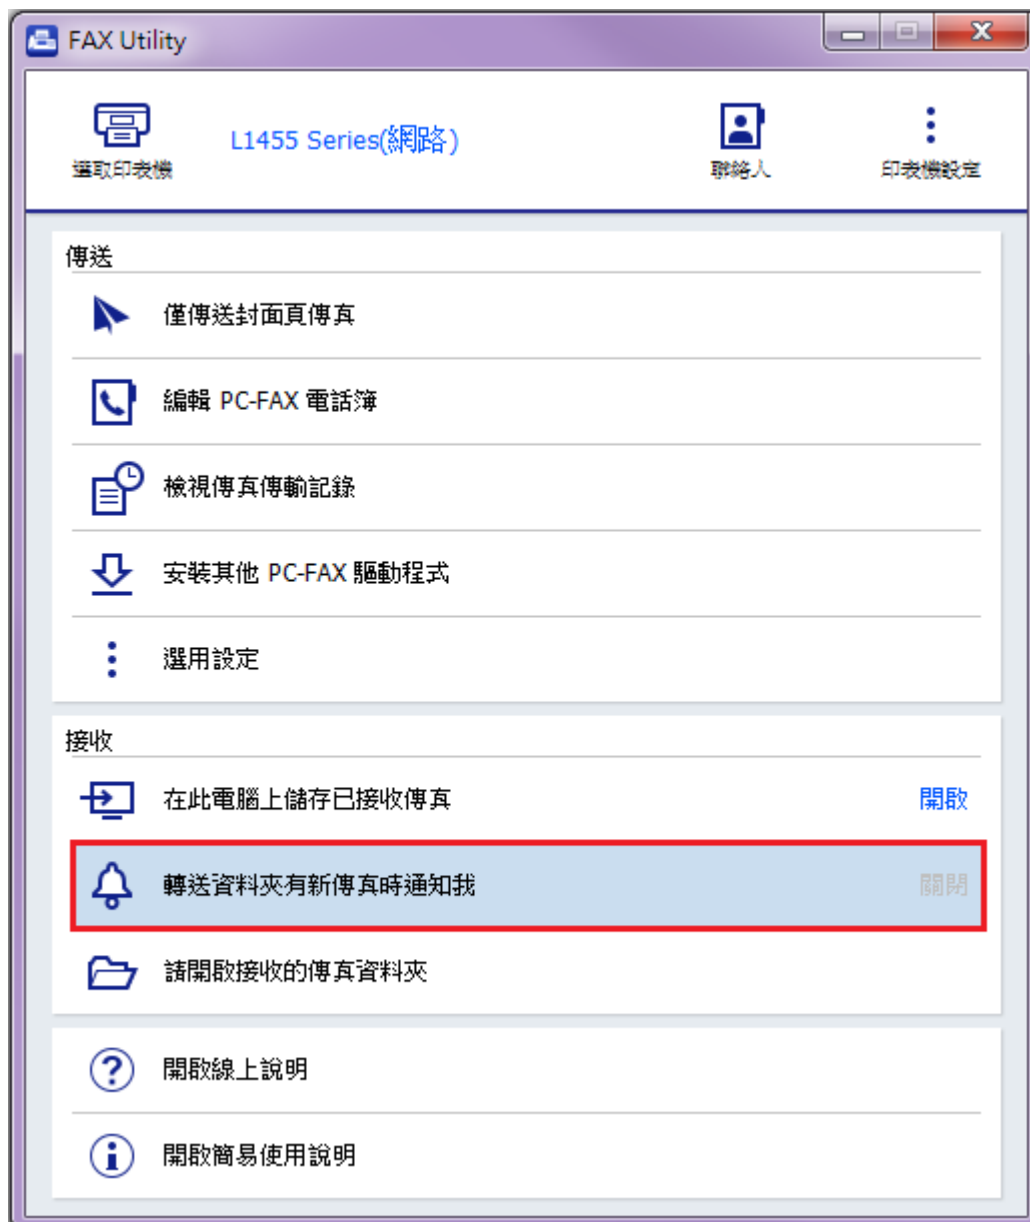 FAX Utility
L1455 Series(網路)
選取印表機
聯絡人
印表機設定
傳送
僅傳送封面頁傳真
編輯 PC-FAX 電話簿
檢視傳真傳輸記錄
安裝其他 PC-FAX 驅動程式
選用設定
接收
在此電腦上儲存已接收傳真 開啟
轉送資料夾有新傳真時通知我 關閉
請開啟接收的傳真資料夾
開啟線上說明
開啟簡易使用說明